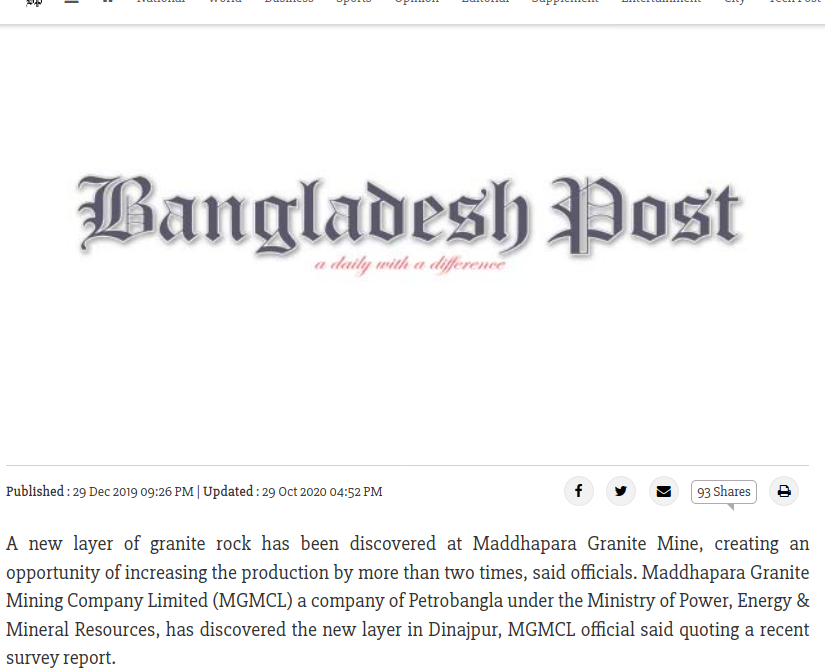 National World Business Sports Opinion Editorial Supplement Entertainment City Tech Post
Bangladesh Post
a daily with a difference
Published : 29 Dec 2019 09:26 PM | Updated : 29 Oct 2020 04:52 PM
93 Shares
A new layer of granite rock has been discovered at Maddhapara Granite Mine, creating an
opportunity of increasing the production by more than two times, said officials. Maddhapara Granite
Mining Company Limited (MGMCL) a company of Petrobangla under the Ministry of Power, Energy &
Mineral Resources, has discovered the new layer in Dinajpur, MGMCL official said quoting a recent
survey report.